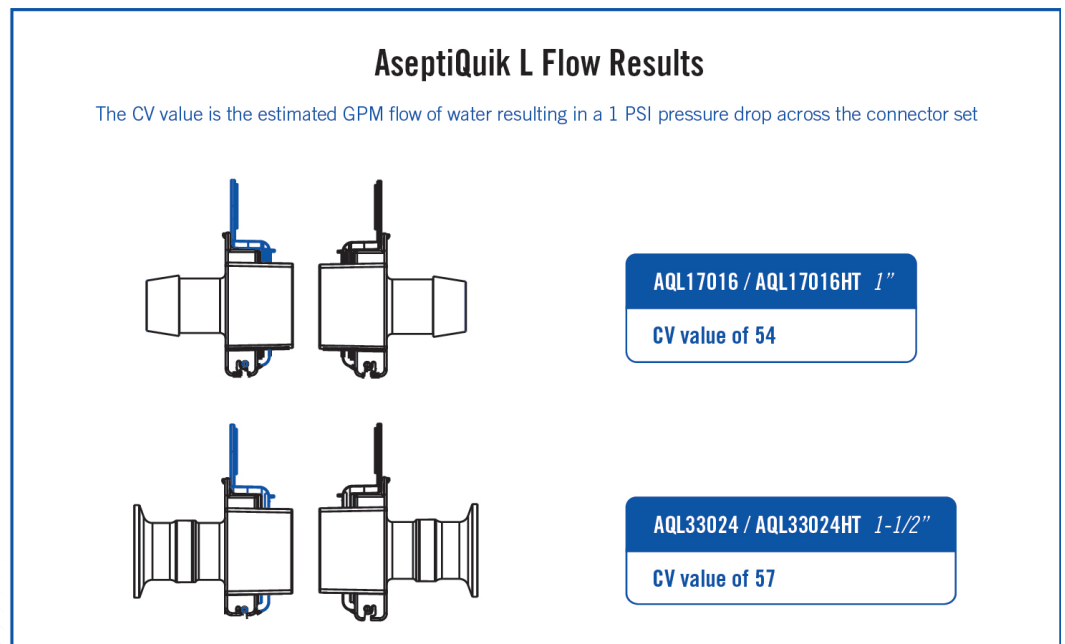 AseptiQuik L Flow Results
The CV value is the estimated GPM flow of water resulting in a 1 PSI pressure drop across the connector set
AQL17016 / AQL17016HT 1"
CV value of 54
AQL33024 / AQL33024HT 1-1/2"
CV value of 57